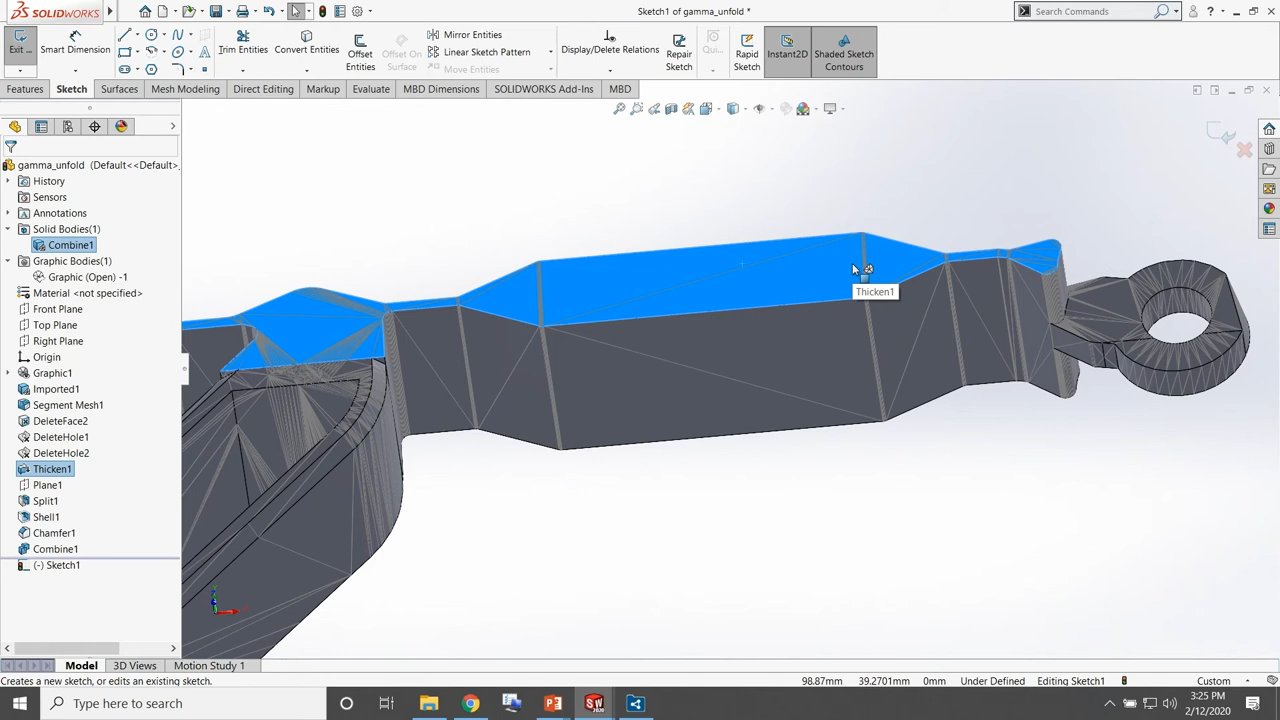 SOLIDWORKS
Sketch1 of gamma_unfold *
Search Commands
Exit ...
Smart Dimension
Trim Entities
Convert Entities
Offset Entities
Offset On Surface
Mirror Entities
Linear Sketch Pattern
Move Entities
Display/Delete Relations
Repair Sketch
Qui...
Rapid Sketch
Instant2D
Shaded Sketch Contours
Features
Sketch
Surfaces
Mesh Modeling
Direct Editing
Markup
Evaluate
MBD Dimensions
SOLIDWORKS Add-Ins
MBD
gamma_unfold (Default<<Default>_
History
Sensors
Annotations
Solid Bodies(1)
Combine1
Graphic Bodies(1)
Graphic (Open) -1
Material <not specified>
Front Plane
Top Plane
Right Plane
Origin
Graphic1
Imported1
Segment Mesh1
DeleteFace2
DeleteHole1
DeleteHole2
Thicken1
Plane1
Split1
Shell1
Chamfer1
Combine1
(-) Sketch1
Thicken1
Model
3D Views
Motion Study 1
Creates a new sketch, or edits an existing sketch.
98.87mm
39.2701mm
0mm
Under Defined
Editing Sketch1
Custom
Type here to search
3:25 PM
2/12/2020